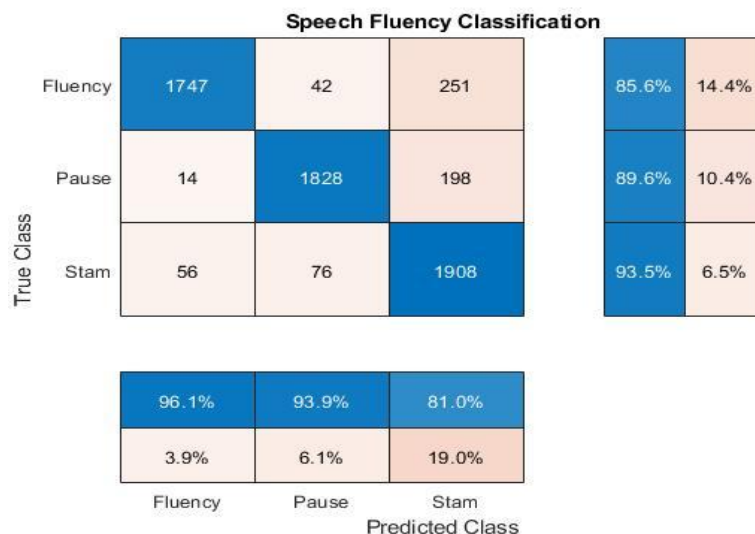 Speech Fluency Classification
Fluency 1747 42 251 85.6% 14.4%
Pause 14 1828 198 89.6% 10.4%
Stam 56 76 1908 93.5% 6.5%
True Class
96.1% 93.9% 81.0%
3.9% 6.1% 19.0%
Fluency Pause Stam
Predicted Class